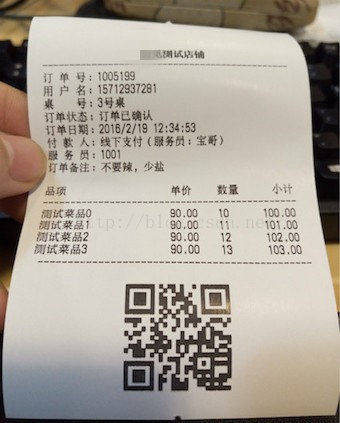 测试店铺
订 单 号：1005199
用 户 名：15712937281
桌    号：3号桌
订单状态：订单已确认
订单日期：2016/2/19 12:34:53
付 款 人：线下支付（服务员：宝哥）
服 务 员：1001
订单备注：不要辣，少盐
品项 单价 数量 小计
测试菜品0 90.00 10 100.00
测试菜品1 90.00 11 101.00
测试菜品2 90.00 12 102.00
测试菜品3 90.00 13 103.00